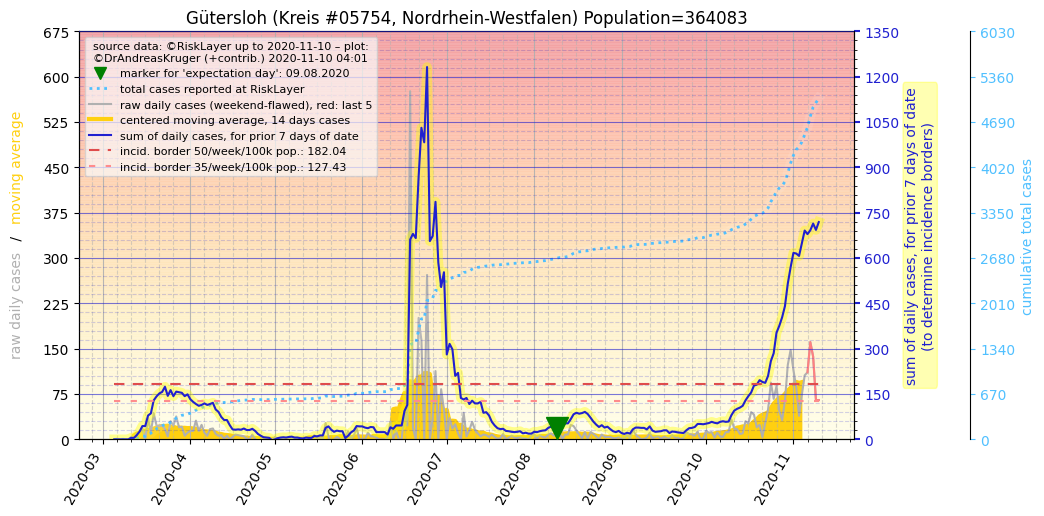 Gütersloh (Kreis #05754, Nordrhein-Westfalen) Population=364083
source data: ©RiskLayer up to 2020-11-10 – plot:
©DrAndreasKruger (+contrib.) 2020-11-10 04:01
marker for 'expectation day': 09.08.2020
total cases reported at RiskLayer
raw daily cases (weekend-flawed), red: last 5
centered moving average, 14 days cases
sum of daily cases, for prior 7 days of date
incid. border 50/week/100k pop.: 182.04
incid. border 35/week/100k pop.: 127.43
raw daily cases / moving average
675
600
525
450
375
300
225
150
75
0
2020-03
2020-04
2020-05
2020-06
2020-07
2020-08
2020-09
2020-10
2020-11
1350
1200
1050
900
750
600
450
300
150
0
sum of daily cases, for prior 7 days of date
(to determine incidence borders)
6030
5360
4690
4020
3350
2680
2010
1340
670
0
cumulative total cases